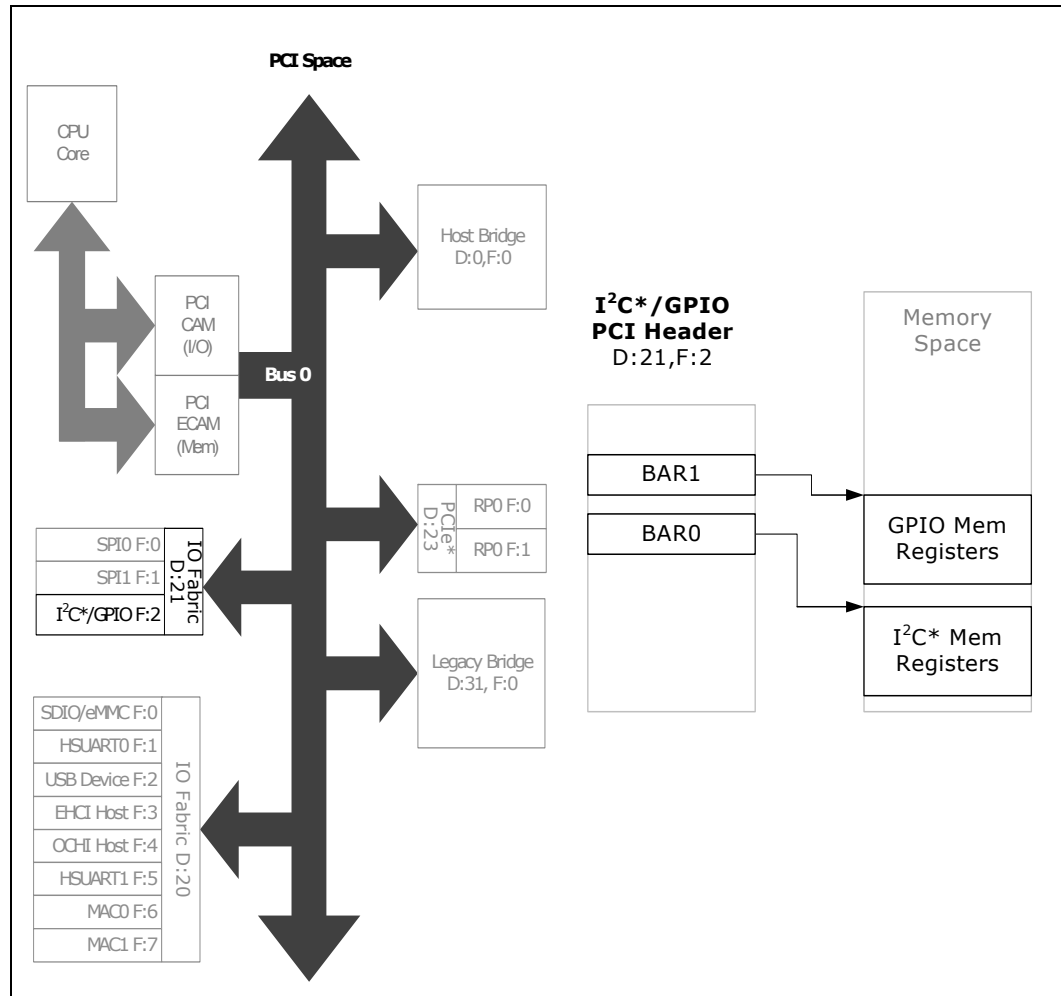 PCI Space
CPU
Core
Host Bridge
D:0,F:0
PCI
CAM
(I/O)
Bus 0
PCI
ECAM
(Mem)
PCIe*
D:23
RP0 F:0
RP0 F:1
SPI0 F:0
SPI1 F:1
I²C*/GPIO F:2
IO Fabric
D:21
Legacy Bridge
D:31, F:0
SDIO/eMMC F:0
HSUART0 F:1
USB Device F:2
EHCI Host F:3
OCHI Host F:4
HSUART1 F:5
MAC0 F:6
MAC1 F:7
IO Fabric D:20
I²C*/GPIO
PCI Header
D:21,F:2
BAR1
BAR0
Memory
Space
GPIO Mem
Registers
I²C* Mem
Registers